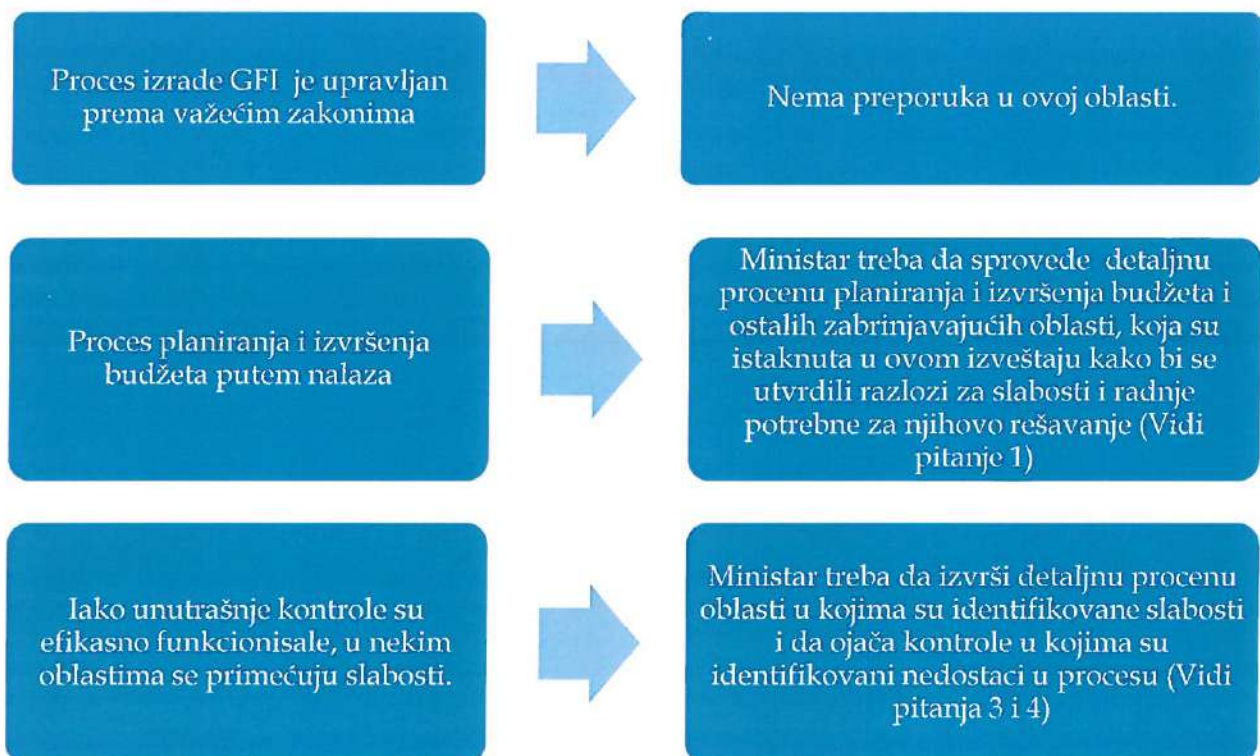 Proces izrade GFI je upravljan
prema važećim zakonima
Nema preporuka u ovoj oblasti.
Proces planiranja i izvršenja
budžeta putem nalaza
Ministar treba da sprovede detaljnu
procenu planiranja i izvršenja budžeta i
ostalih zabrinjavajućih oblasti, koja su
istaknuta u ovom izveštaju kako bi se
utvrdili razlozi za slabosti i radnje
potrebne za njihovo rešavanje (Vidi
pitanje 1)
Iako unutrašnje kontrole su
efikasno funkcionisale, u nekim
oblastima se primećuju slabosti.
Ministar treba da izvrši detaljnu procenu
oblasti u kojima su identifikovane slabosti
i da ojača kontrole u kojima su
identifikovani nedostaci u procesu (Vidi
pitanja 3 i 4)